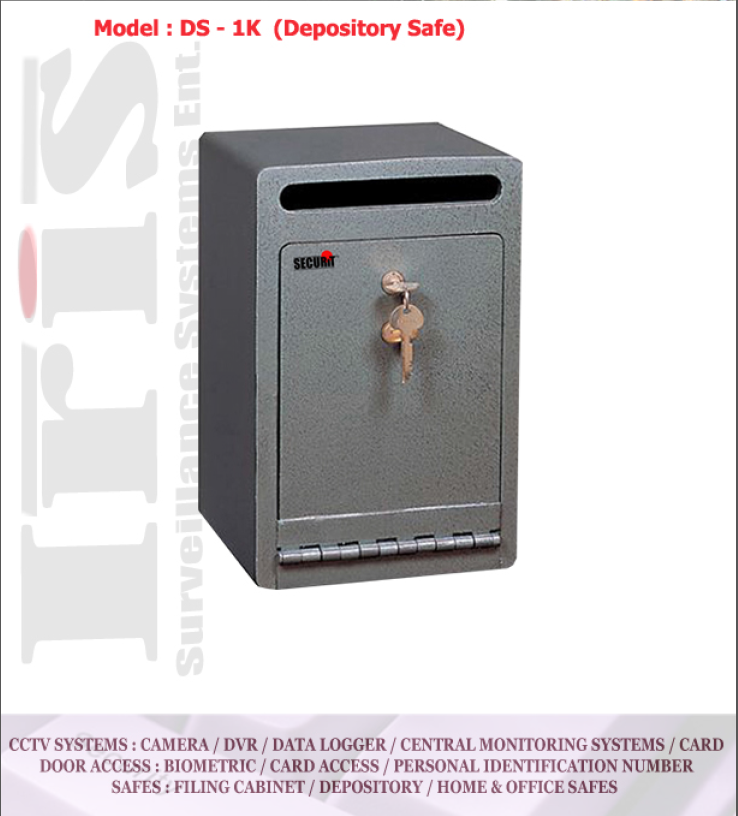 Model : DS - 1K (Depository Safe)
IriS
Surveillance Systems Ent.
SECURIT
CCTV SYSTEMS : CAMERA / DVR / DATA LOGGER / CENTRAL MONITORING SYSTEMS / CARD
DOOR ACCESS : BIOMETRIC / CARD ACCESS / PERSONAL IDENTIFICATION NUMBER
SAFES : FILING CABINET / DEPOSITORY / HOME & OFFICE SAFES